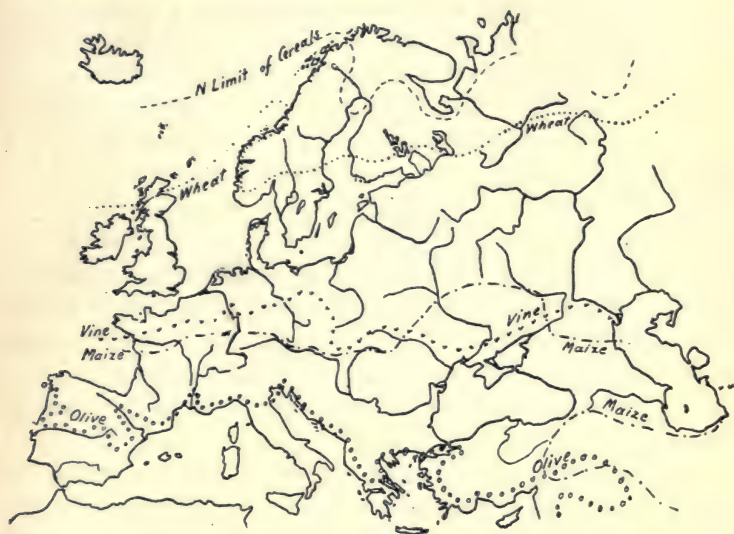 N Limit of Cereals
Wheat
Wheat
Vine
Vine
Maize
Maize
Maize
Olive
Olive